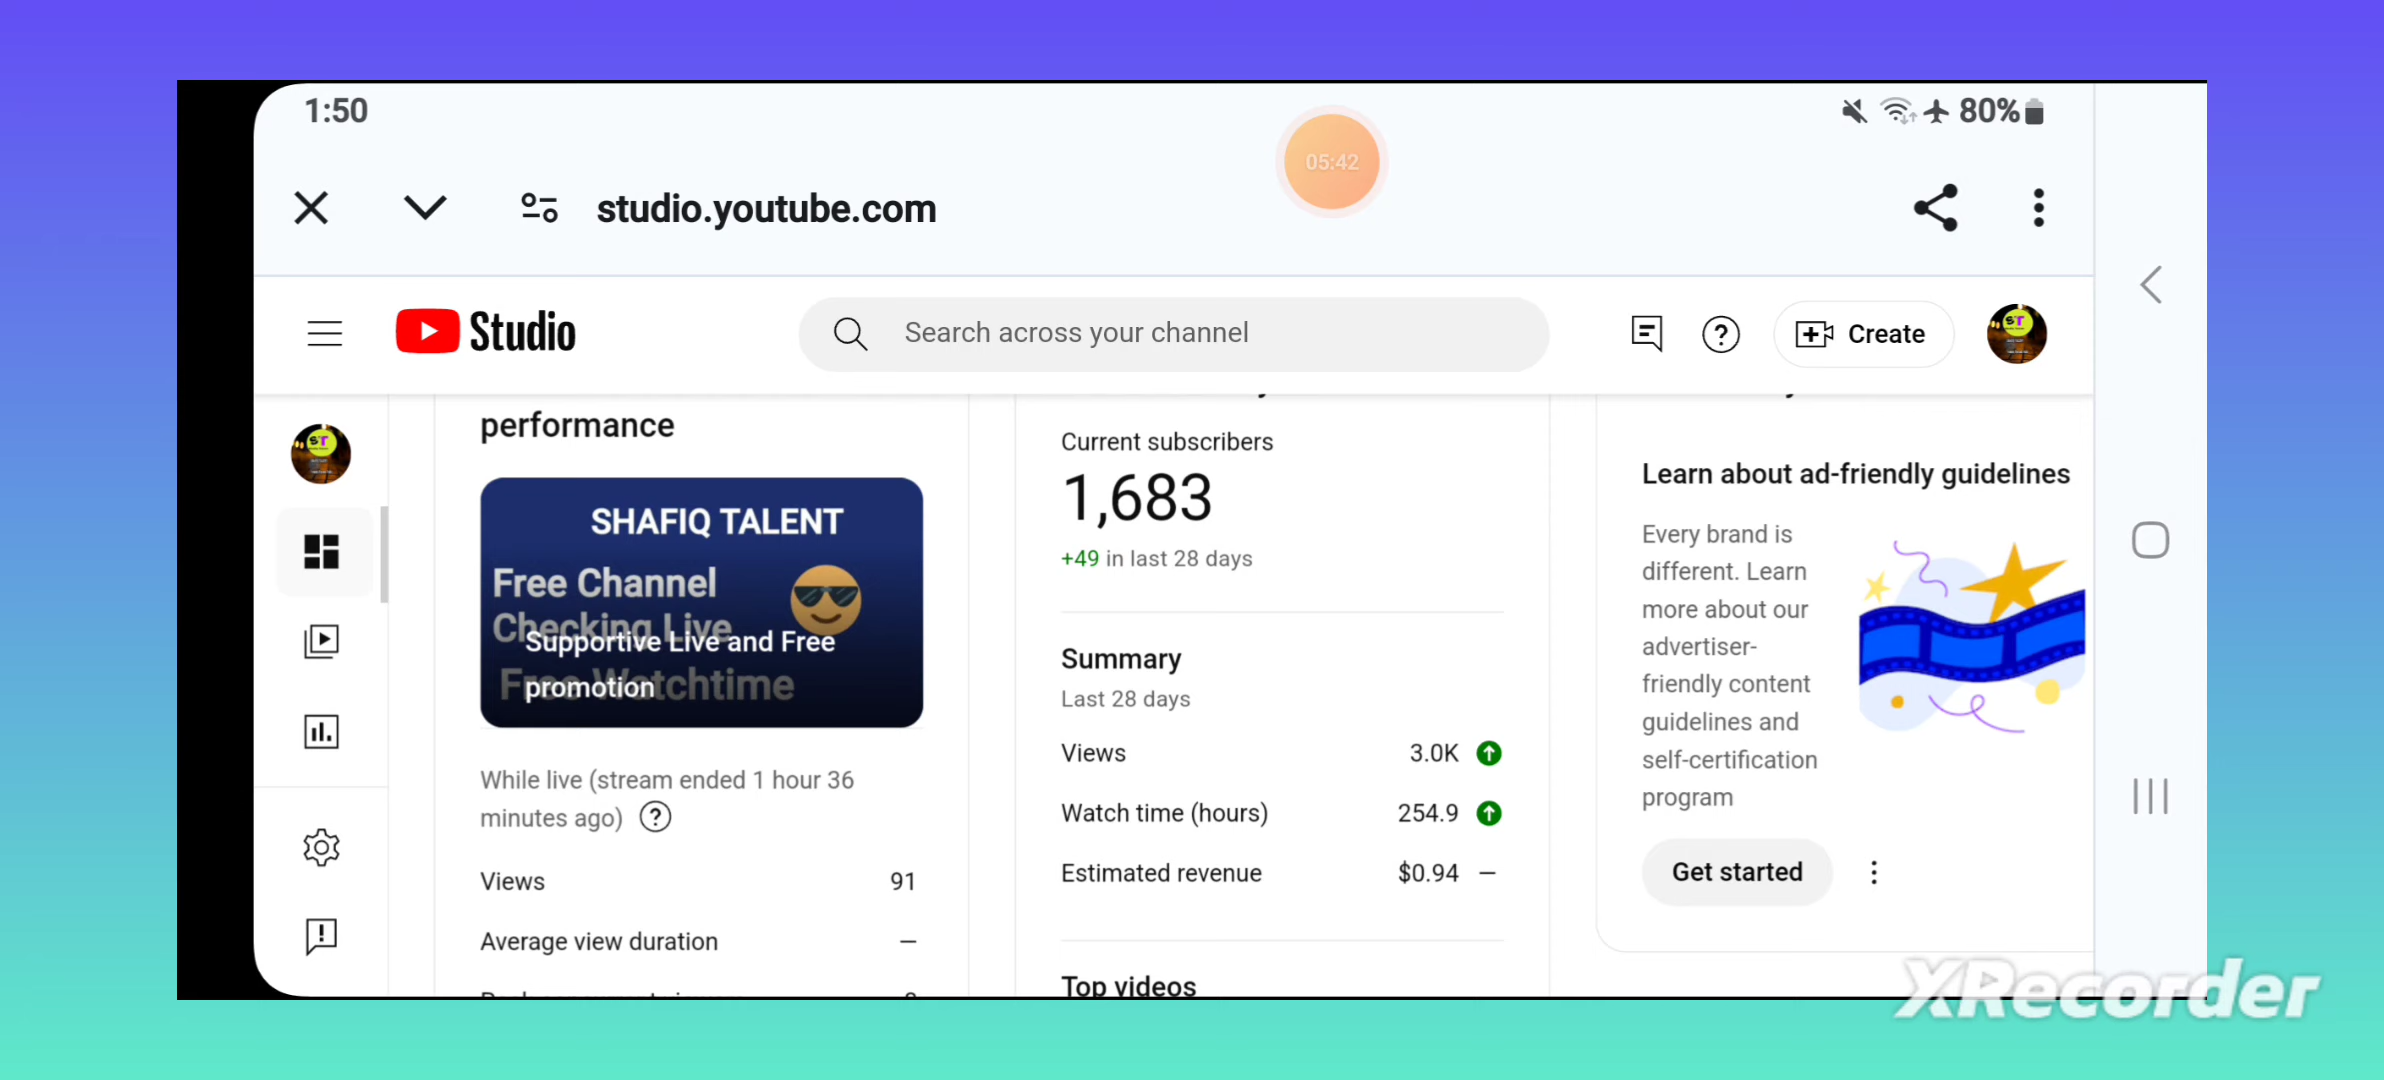 1:50
80%
05:42
studio.youtube.com
Studio
Search across your channel
Create
performance
SHAFIQ TALENT
Free Channel
Checking Live
Free Watchtime
Supportive Live and Free
promotion
While live (stream ended 1 hour 36
minutes ago)
Views 91
Average view duration –
Current subscribers
1,683
+49 in last 28 days
Summary
Last 28 days
Views 3.0K
Watch time (hours) 254.9
Estimated revenue $0.94 –
Top videos
Learn about ad-friendly guidelines
Every brand is
different. Learn
more about our
advertiser-
friendly content
guidelines and
self-certification
program
Get started
XRecorder